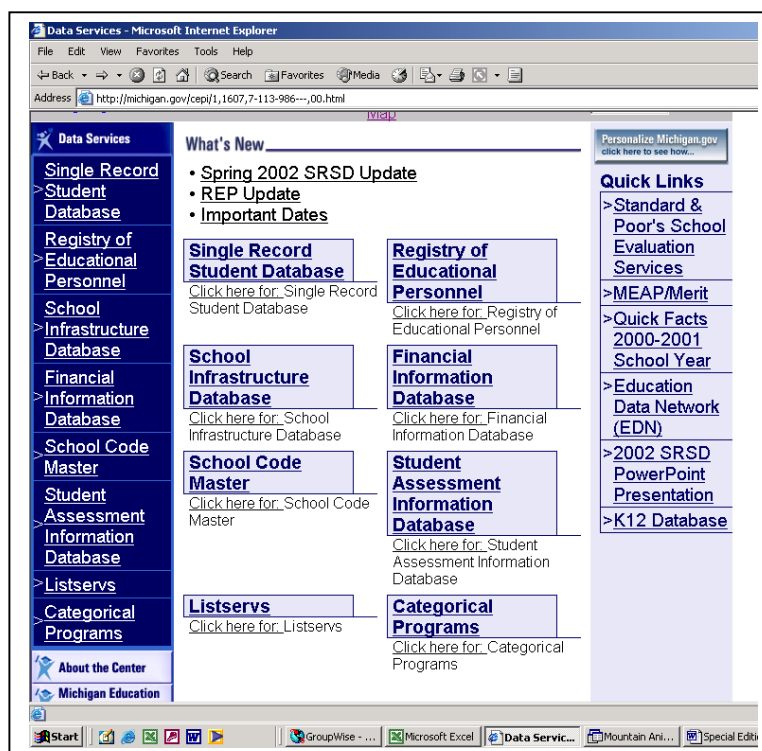 Data Services - Microsoft Internet Explorer
File Edit View Favorites Tools Help
Back Search Favorites Media
Address http://michigan.gov/cepi/1,1607,7-113-986---,00.html
Map
Data Services
Single Record
>Student
Database
Registry of
>Educational
Personnel
School
>Infrastructure
Database
Financial
>Information
Database
>School Code
Master
Student
Assessment
>Information
Database
>Listservs
Categorical
>Programs
About the Center
Michigan Education
What's New
• Spring 2002 SRSD Update
• REP Update
• Important Dates
Single Record
Student Database
Click here for: Single Record
Student Database
Registry of
Educational
Personnel
Click here for: Registry of
Educational Personnel
School
Infrastructure
Database
Click here for: School
Infrastructure Database
Financial
Information
Database
Click here for: Financial
Information Database
School Code
Master
Click here for: School Code
Master
Student
Assessment
Information
Database
Click here for: Student
Assessment Information
Database
Listservs
Click here for: Listservs
Categorical
Programs
Click here for: Categorical
Programs
Personalize Michigan.gov
click here to see how...
Quick Links
>Standard &
Poor's School
Evaluation
Services
>MEAP/Merit
>Quick Facts
2000-2001
School Year
>Education
Data Network
(EDN)
>2002 SRSD
PowerPoint
Presentation
>K12 Database
Start GroupWise - ... Microsoft Excel Data Servic... Mountain Ani... Special Editi